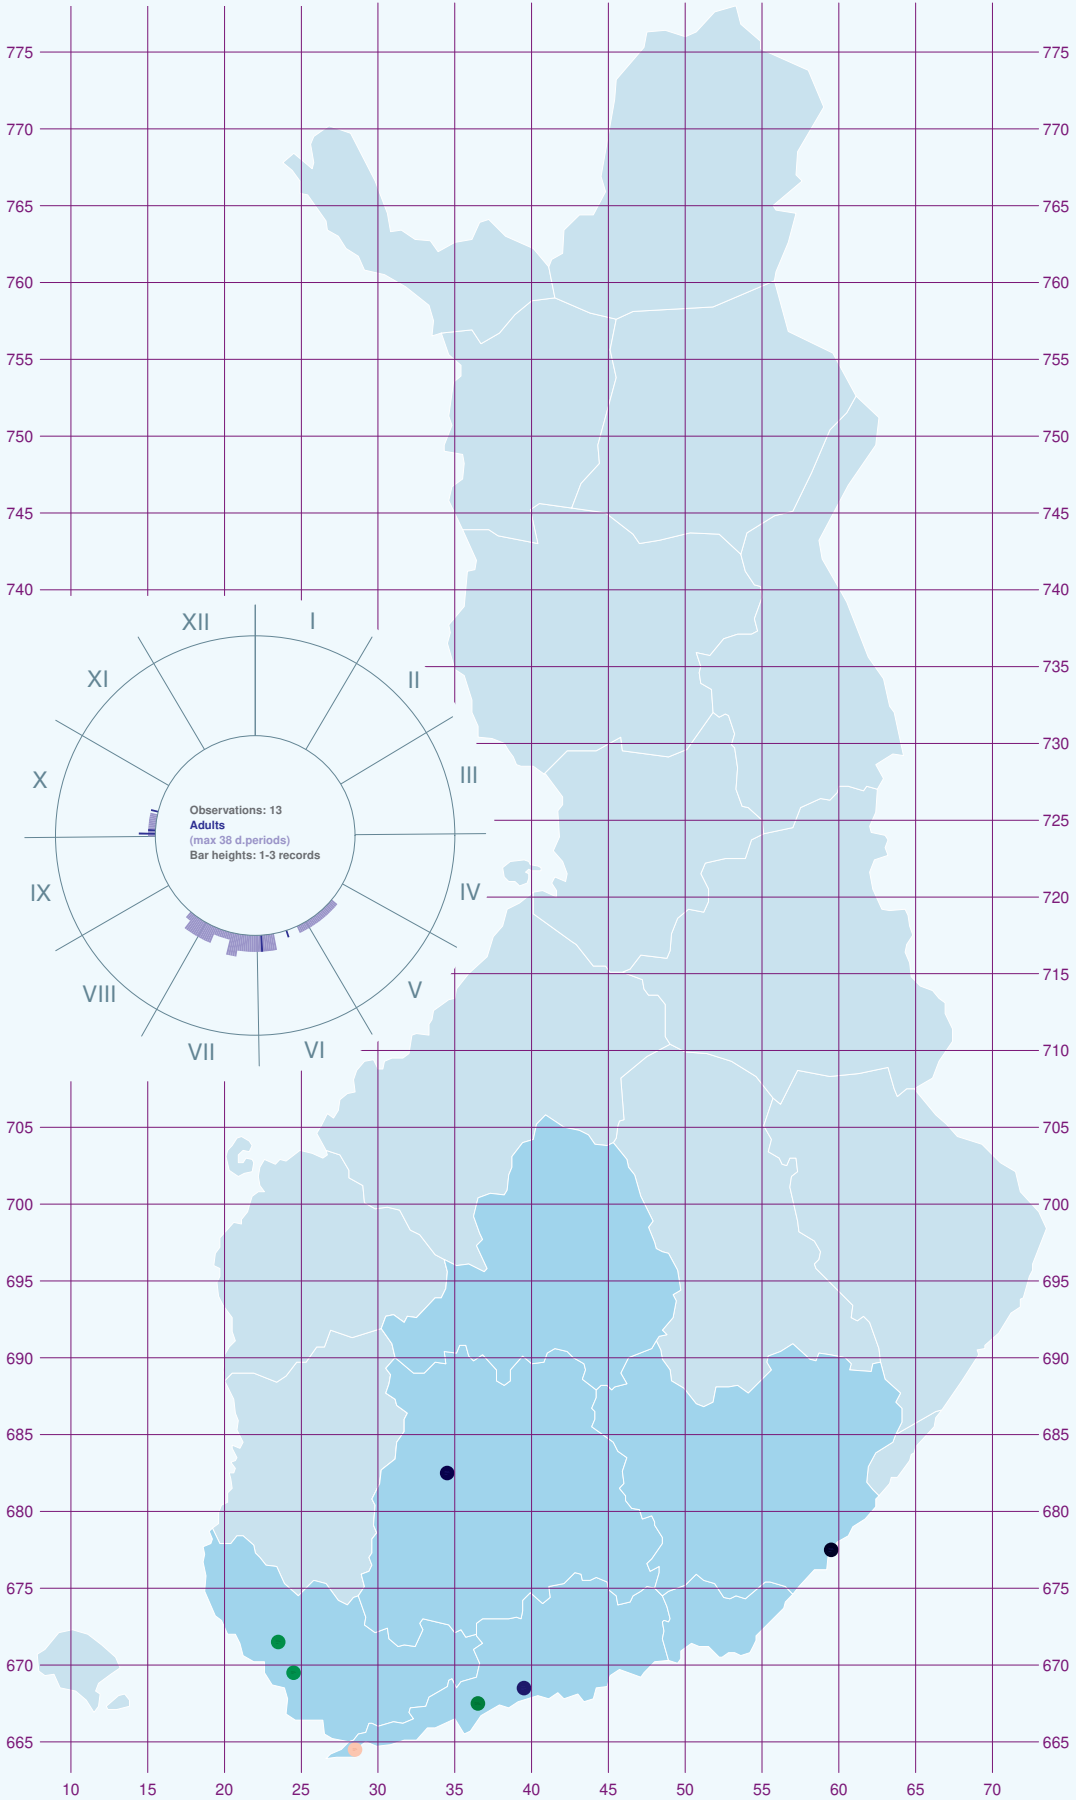 775 775
770 770
765 765
760 760
755 755
750 750
745 745
740 740
XII I
XI II
735
X III
730
Observations: 13
Adults
(max 38 d.periods)
Bar heights: 1-3 records
725
IX IV
720
VIII V
715
VII VI
710
705 705
700 700
695 695
690 690
685 685
680 680
675 675
670 670
665 665
10 15 20 25 30 35 40 45 50 55 60 65 70